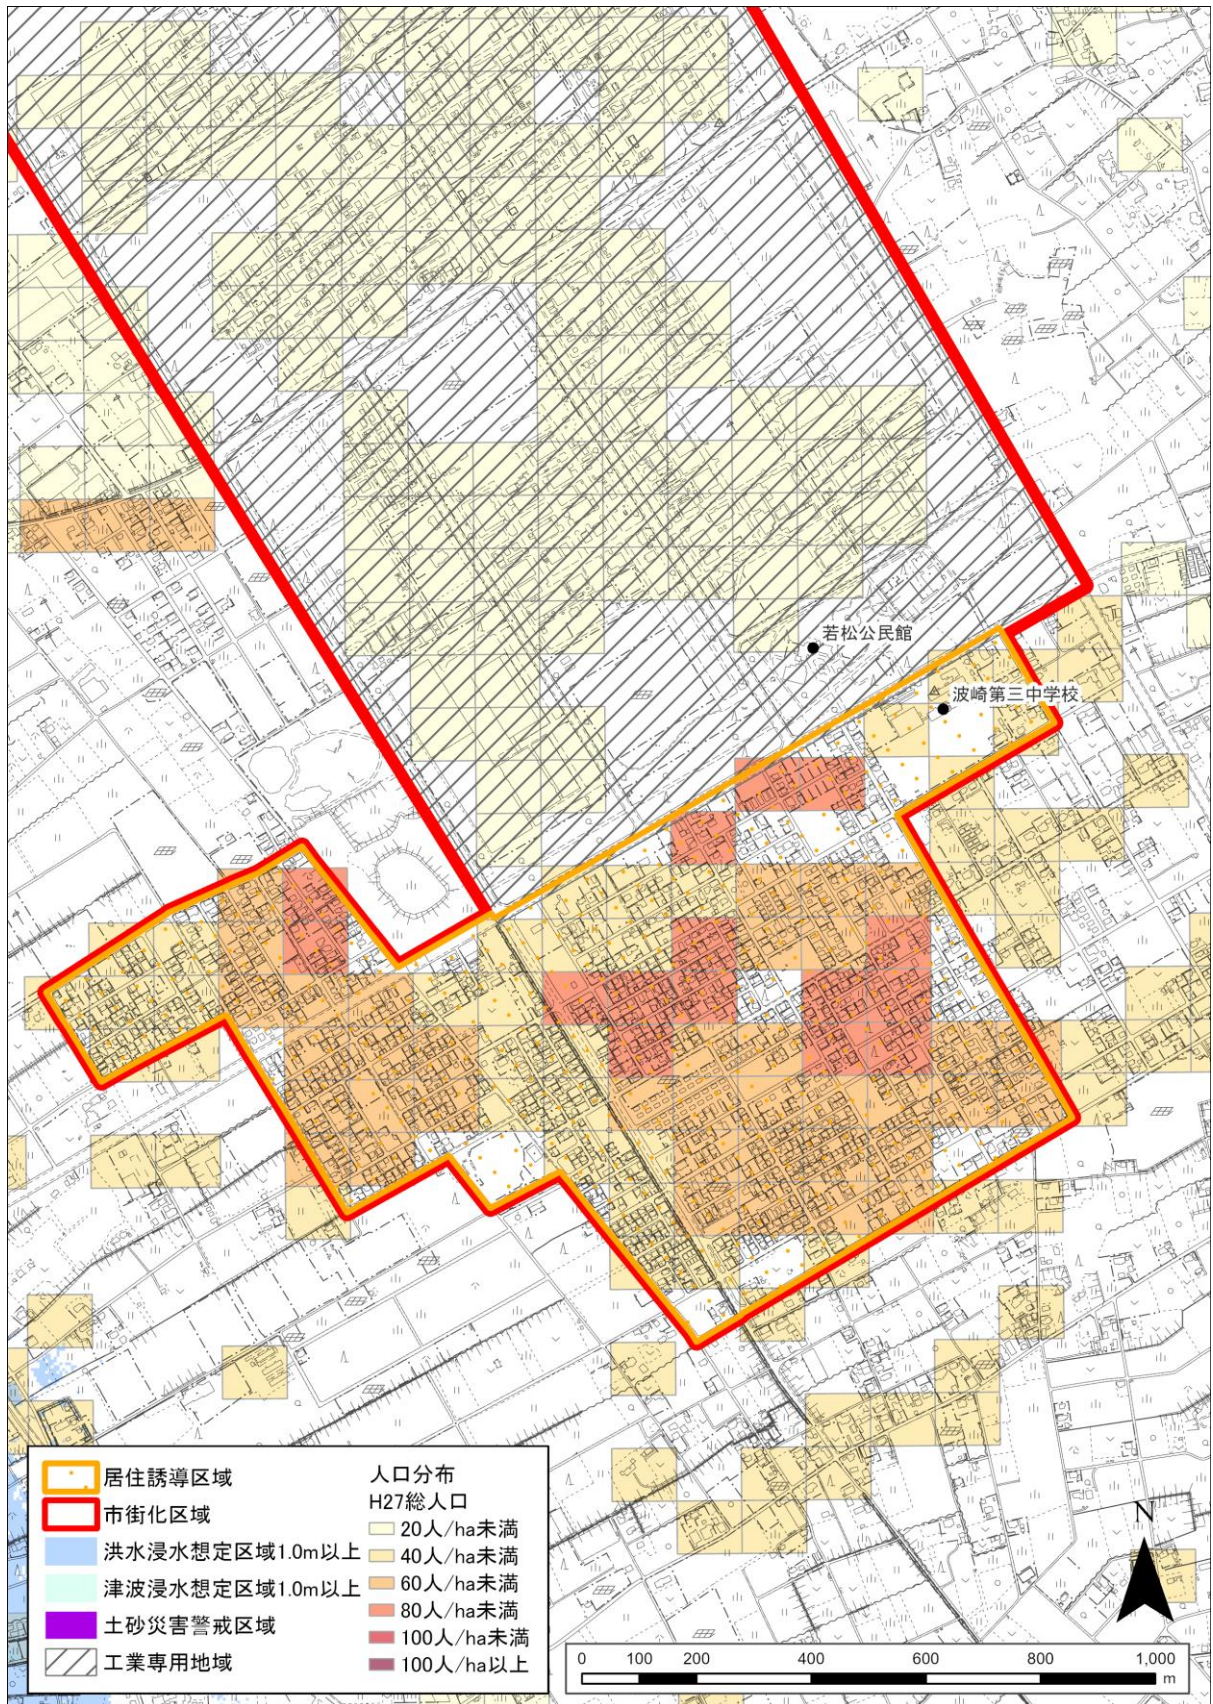 若松公民館
波崎第三中学校
居住誘導区域
市街化区域
洪水浸水想定区域1.0m以上
津波浸水想定区域1.0m以上
土砂災害警戒区域
工業専用地域
人口分布
H27総人口
20人/ha未満
40人/ha未満
60人/ha未満
80人/ha未満
100人/ha未満
100人/ha以上
N
0 100 200 400 600 800 1,000
m